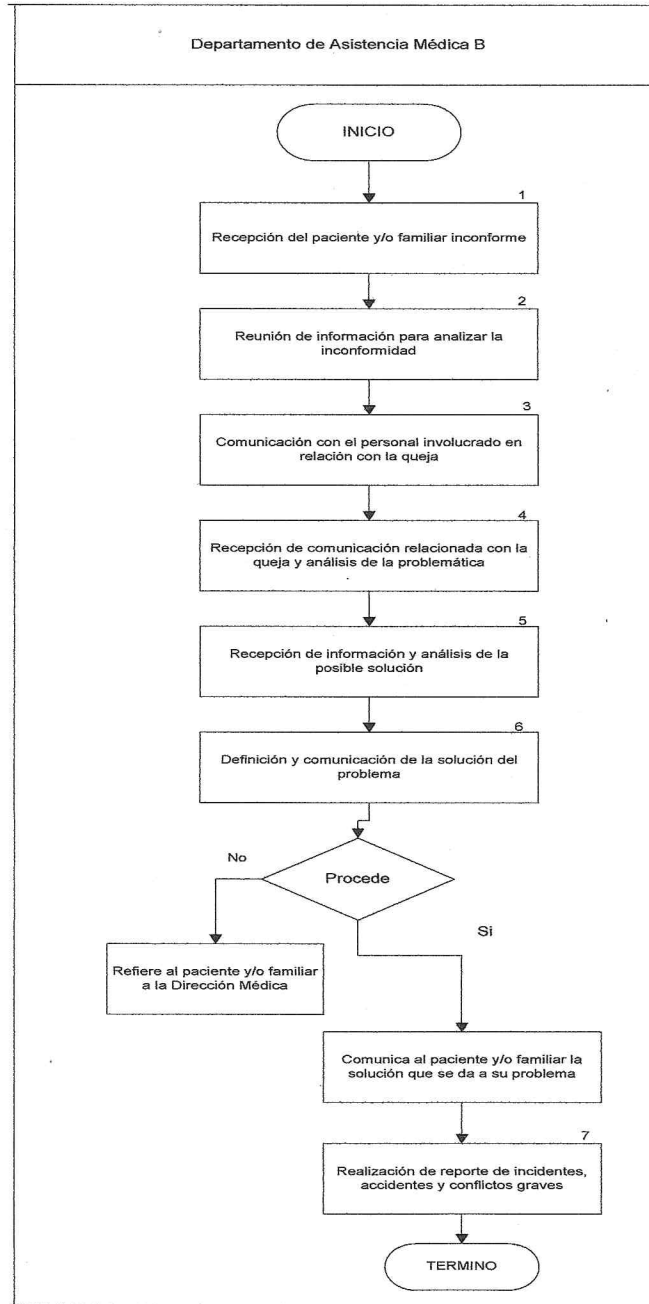 Departamento de Asistencia Médica B
INICIO
1
Recepción del paciente y/o familiar inconforme
2
Reunión de información para analizar la
inconformidad
3
Comunicación con el personal involucrado en
relación con la queja
4
Recepción de comunicación relacionada con la
queja y análisis de la problemática
5
Recepción de información y análisis de la
posible solución
6
Definición y comunicación de la solución del
problema
Procede
No
Si
Refiere al paciente y/o familiar
a la Dirección Médica
Comunica al paciente y/o familiar la
solución que se da a su problema
7
Realización de reporte de incidentes,
accidentes y conflictos graves
TERMINO